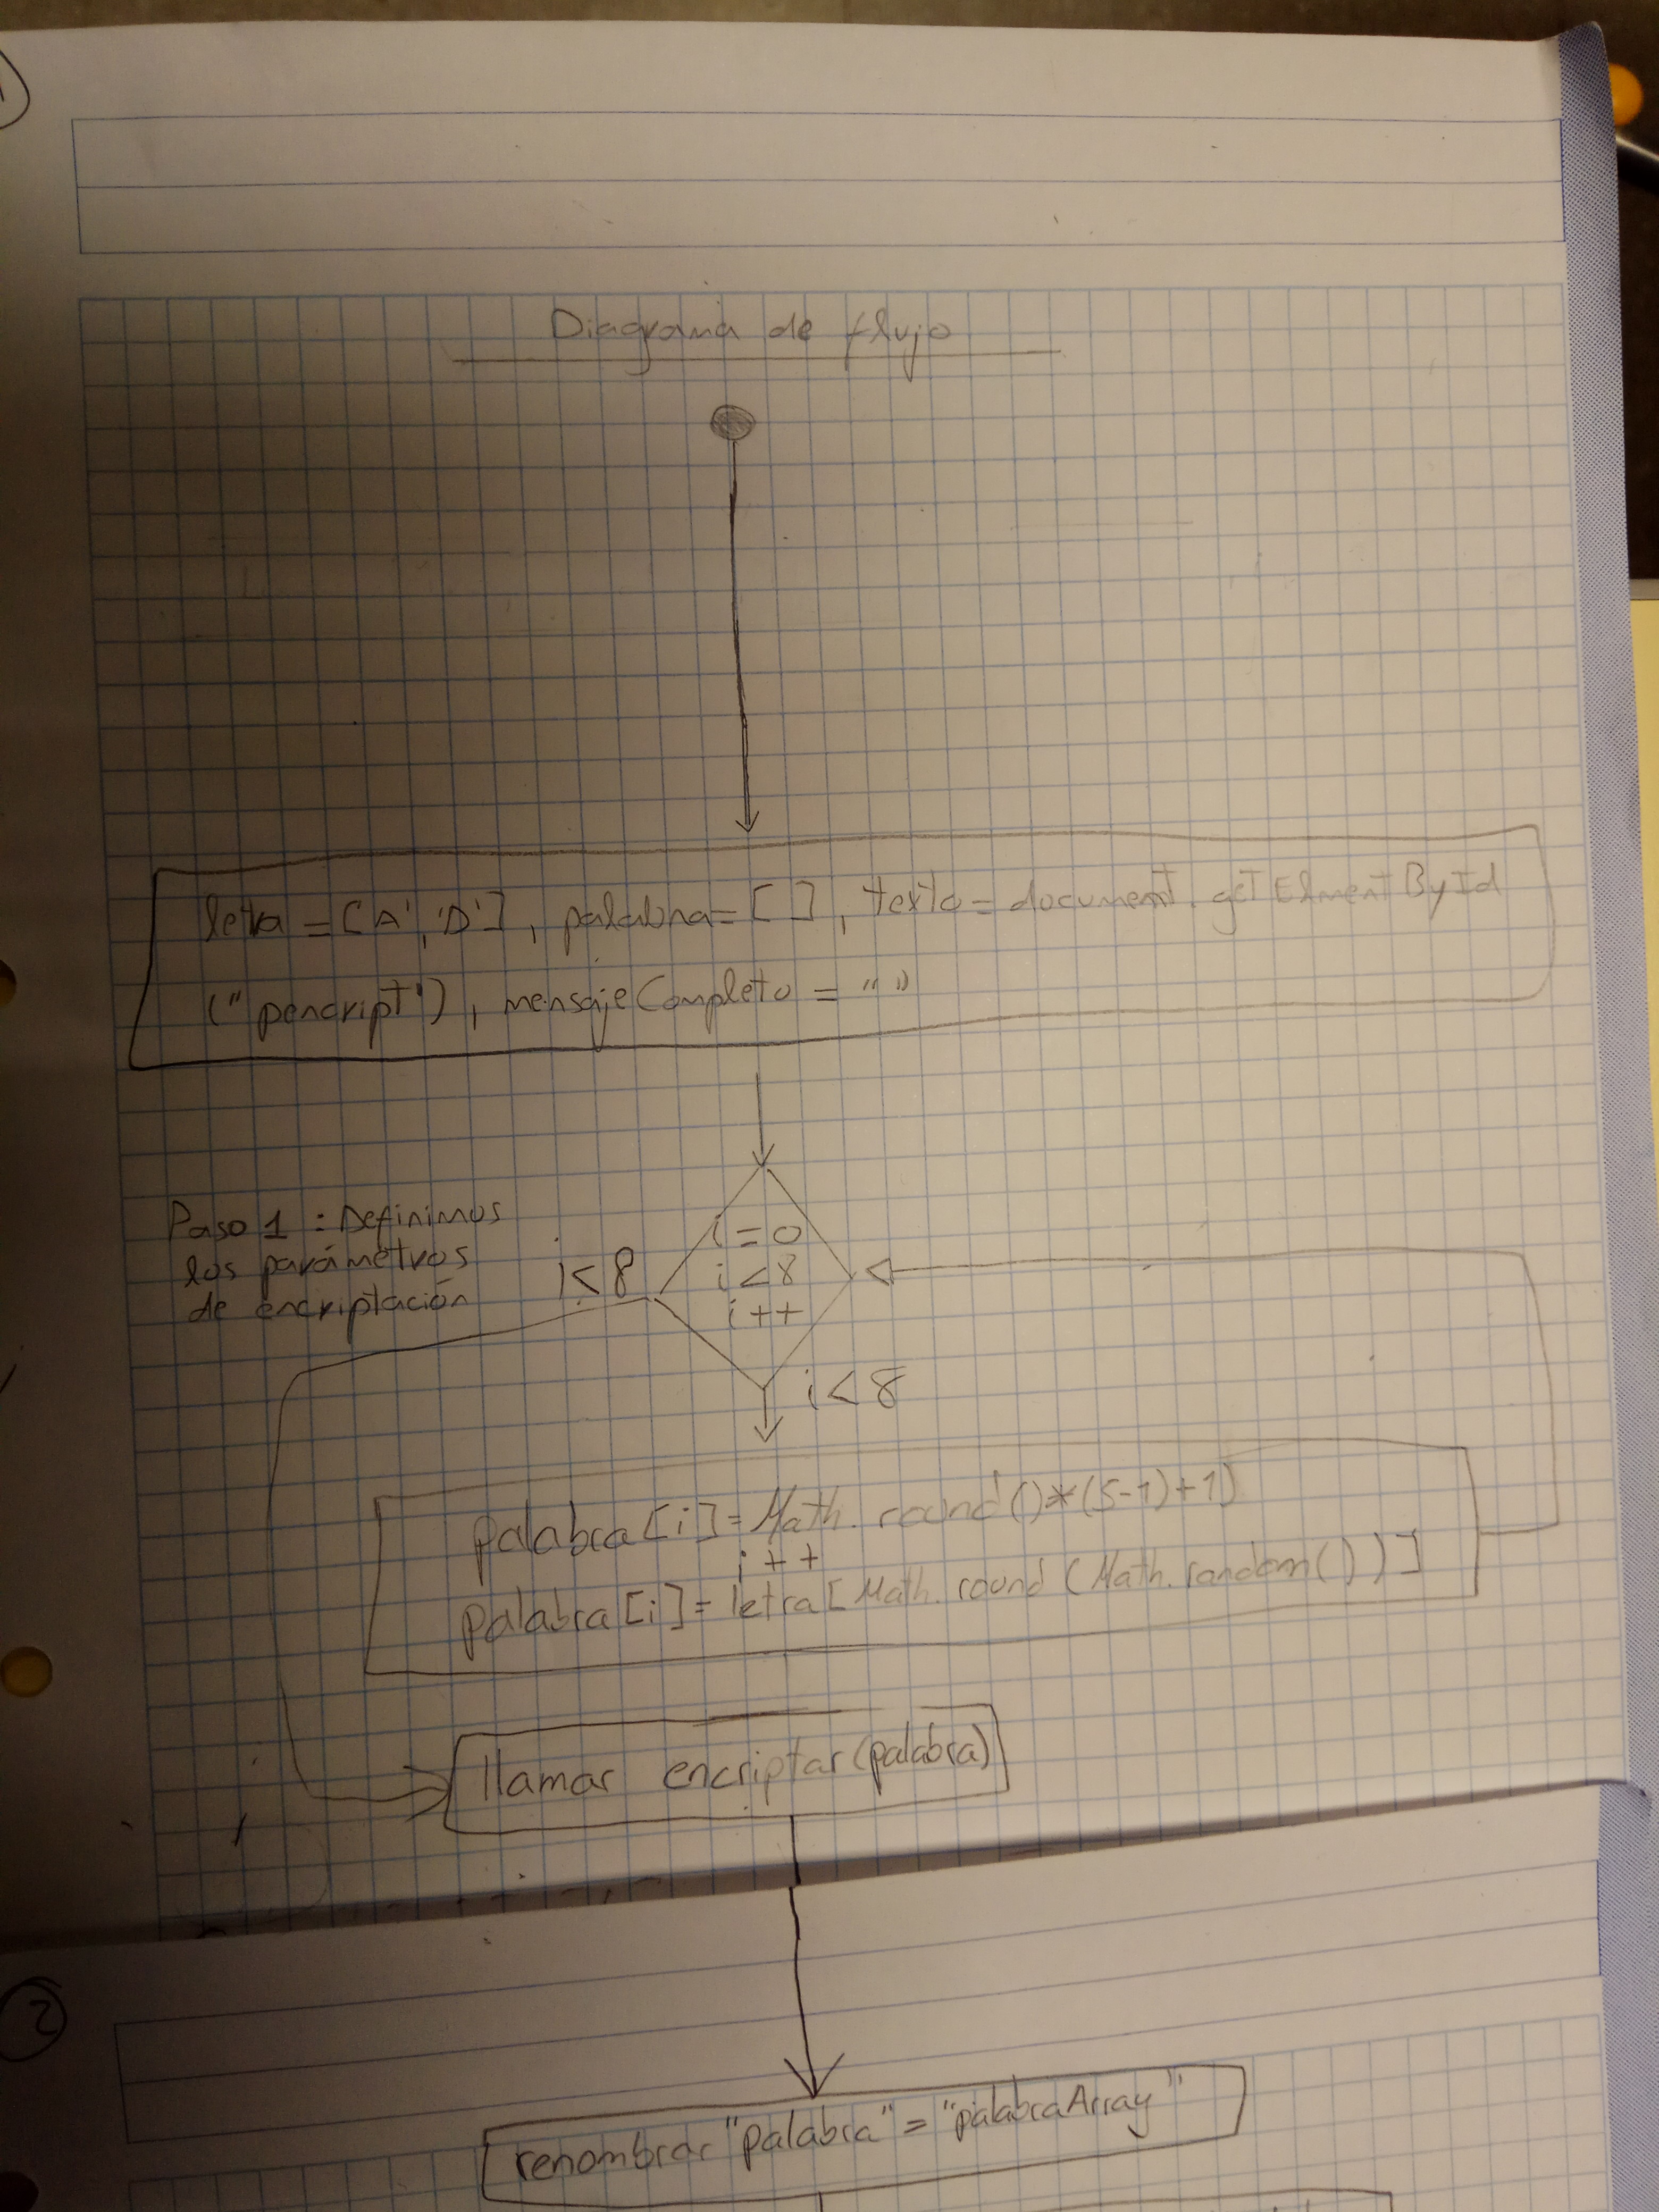 Diagrama de flujo
letra = ['A', 'D'], palabra = [ ], texto = document.getElmentById
("pencript"), mensajeCompleto = " "
Paso 1 : Definimos
los parámetros
de encriptación
i<8
i=0
i<8
i++
i<8
palabra[i]=Math.round()*(5-1)+1)
i++
palabra[i]=letra[Math.round(Math.random())]
llamar encriptar(palabra)
2
renombrar "palabra" = "palabraArray"